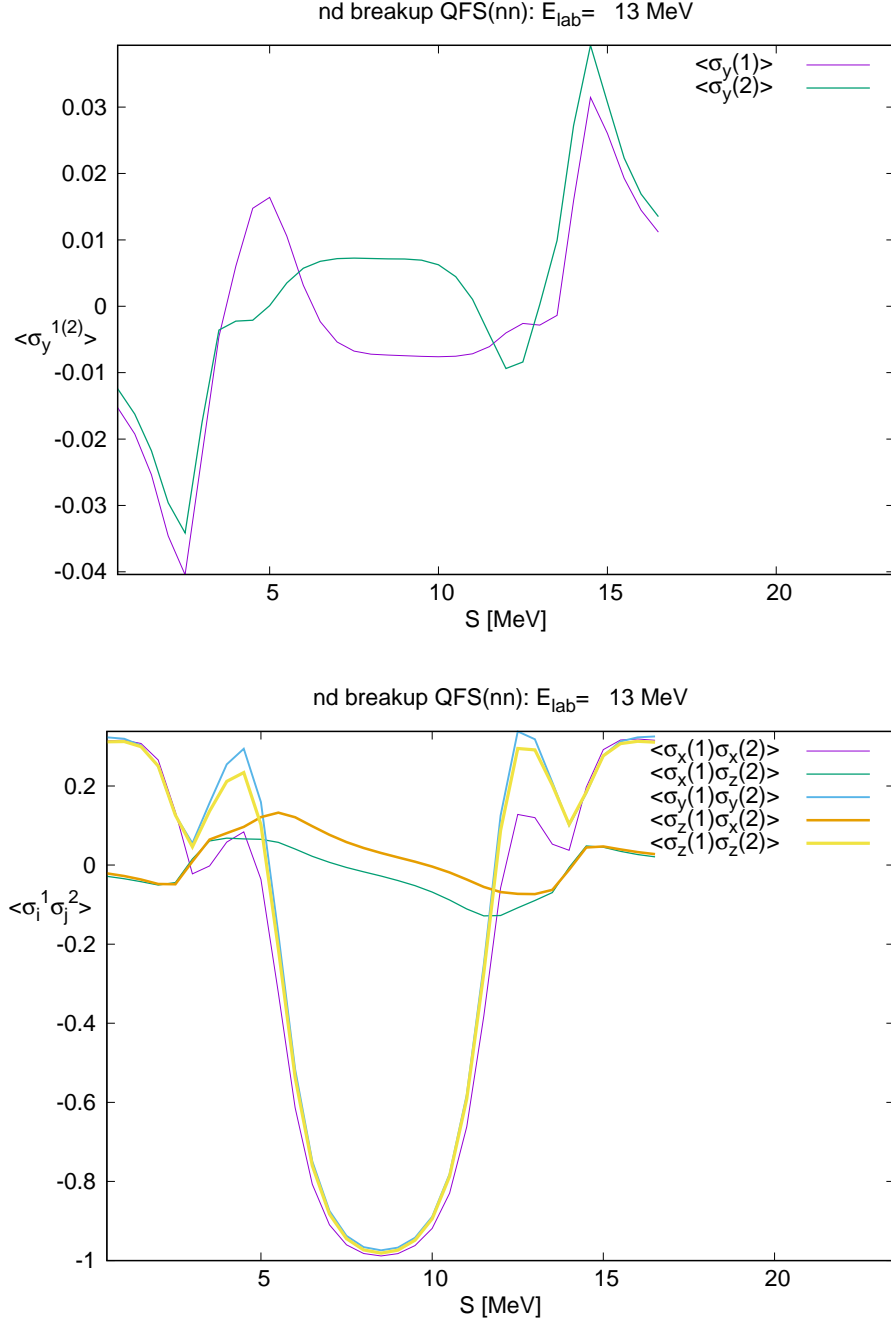 nd breakup QFS(nn): E_lab= 13 MeV
<σ_y(1)>
<σ_y(2)>
0.03
0.02
0.01
0
-0.01
-0.02
-0.03
-0.04
<σ_y^1(2)>
5
10
15
20
S [MeV]
nd breakup QFS(nn): E_lab= 13 MeV
<σ_x(1)σ_x(2)>
<σ_x(1)σ_z(2)>
<σ_y(1)σ_y(2)>
<σ_z(1)σ_x(2)>
<σ_z(1)σ_z(2)>
0.2
0
-0.2
-0.4
-0.6
-0.8
-1
<σ_i^1σ_j^2>
5
10
15
20
S [MeV]